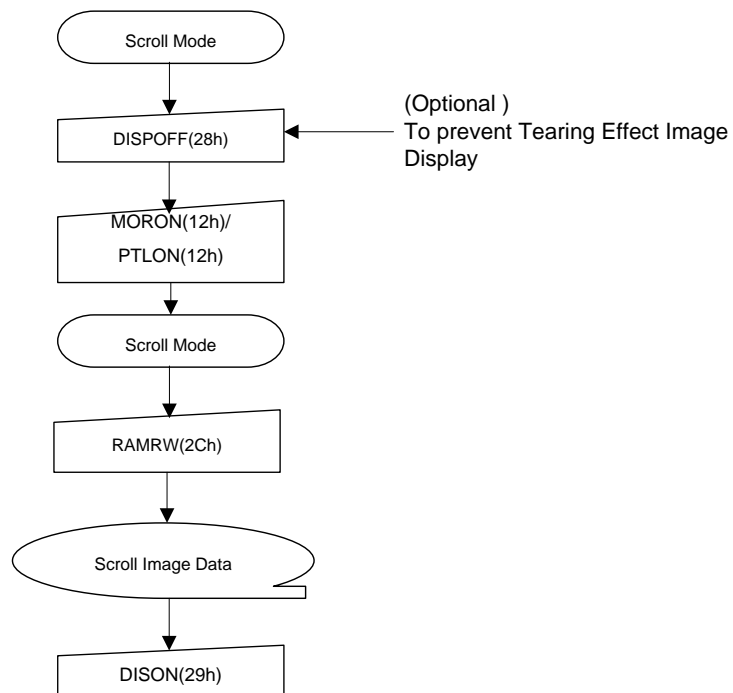 Scroll Mode
DISPOFF(28h)
(Optional )
To prevent Tearing Effect Image
Display
MORON(12h)/
PTLON(12h)
Scroll Mode
RAMRW(2Ch)
Scroll Image Data
DISON(29h)